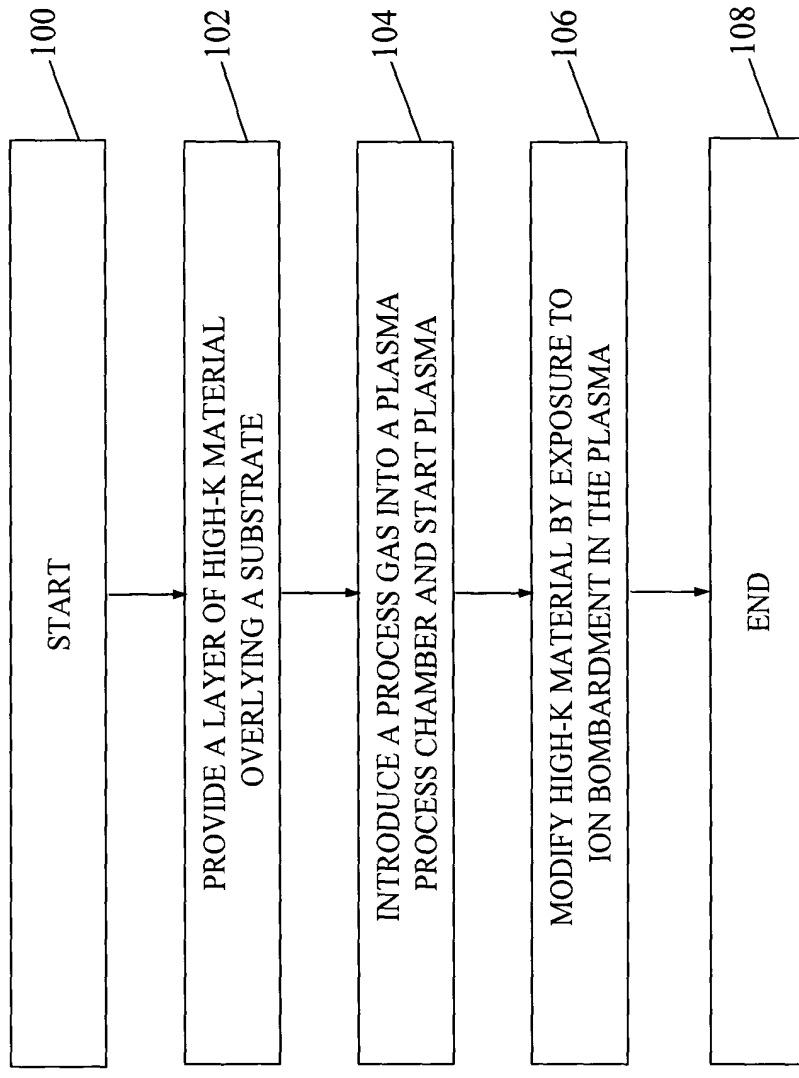 START
100
PROVIDE A LAYER OF HIGH-K MATERIAL
OVERLYING A SUBSTRATE
102
INTRODUCE A PROCESS GAS INTO A PLASMA
PROCESS CHAMBER AND START PLASMA
104
MODIFY HIGH-K MATERIAL BY EXPOSURE TO
ION BOMBARDMENT IN THE PLASMA
106
END
108